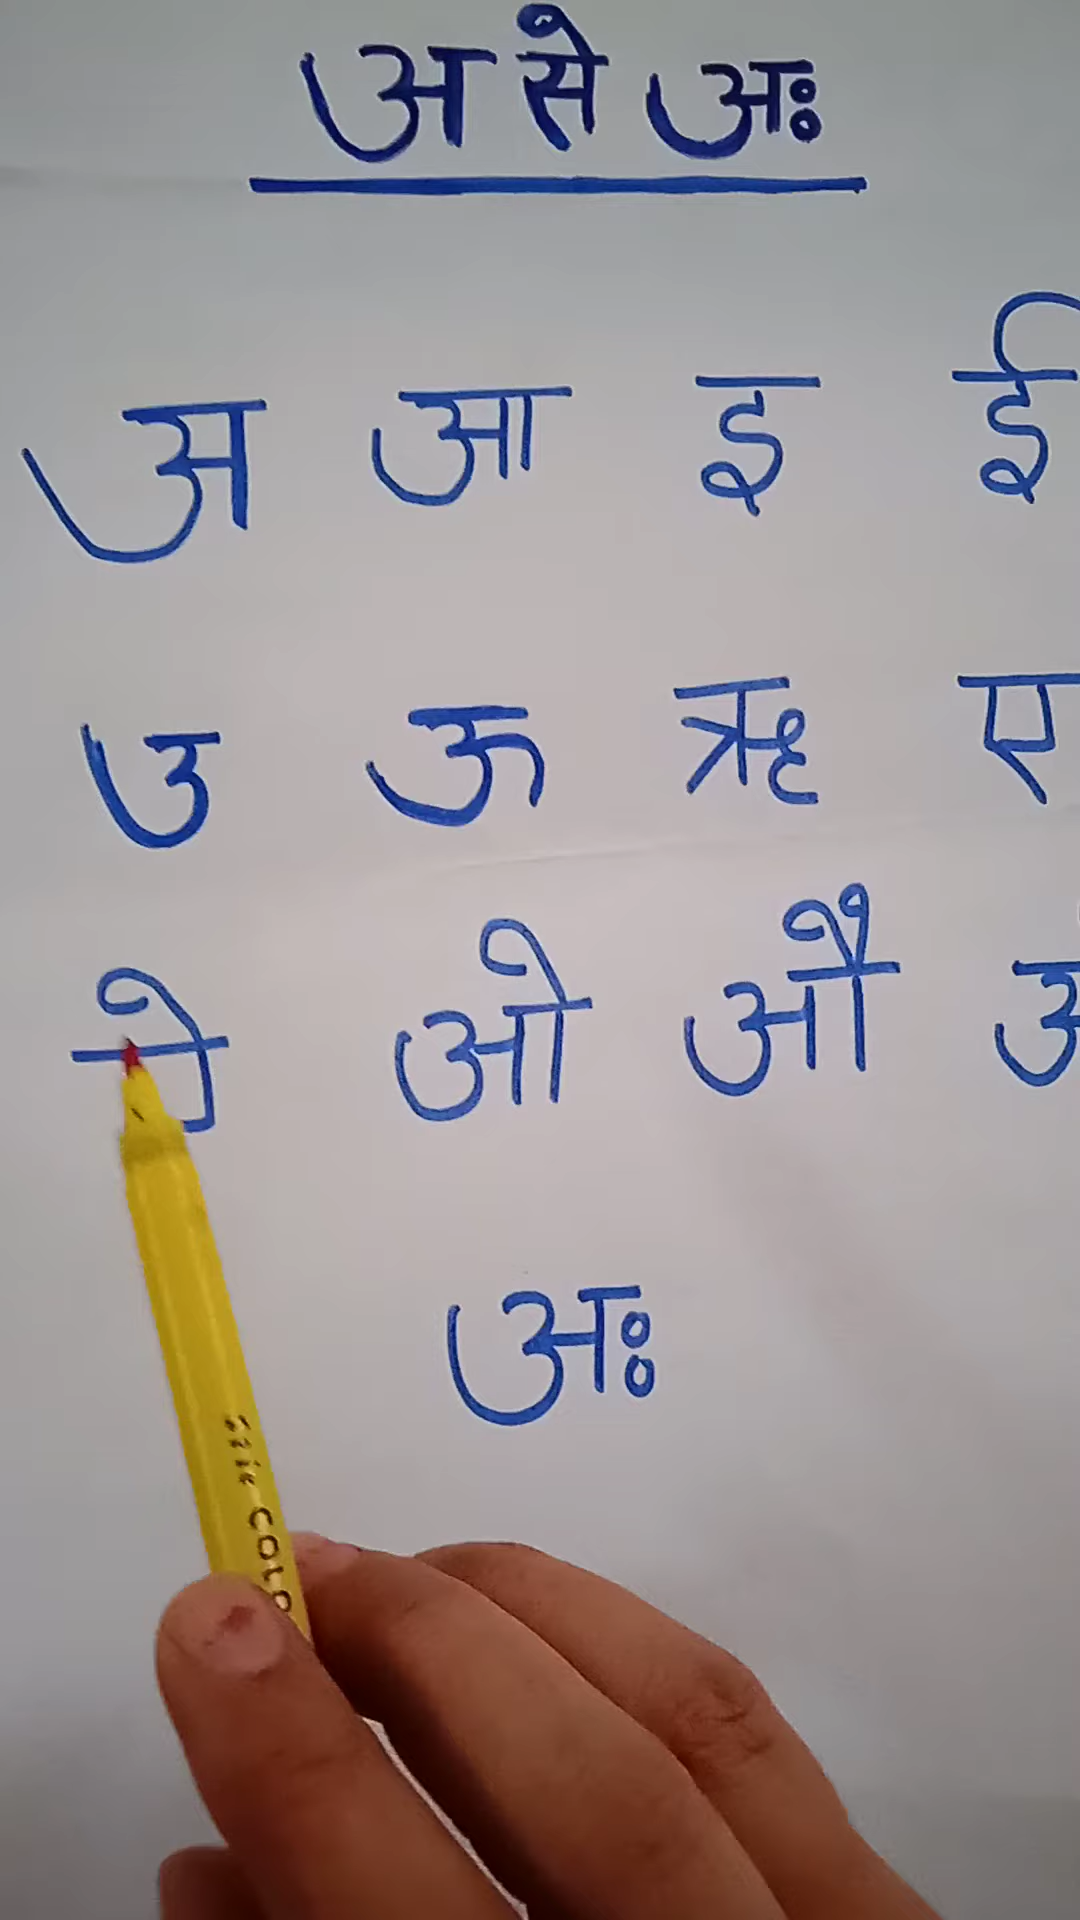 अ से अः
अ आ इ ई
उ ऊ ऋ ए
ऐ ओ औ
अः